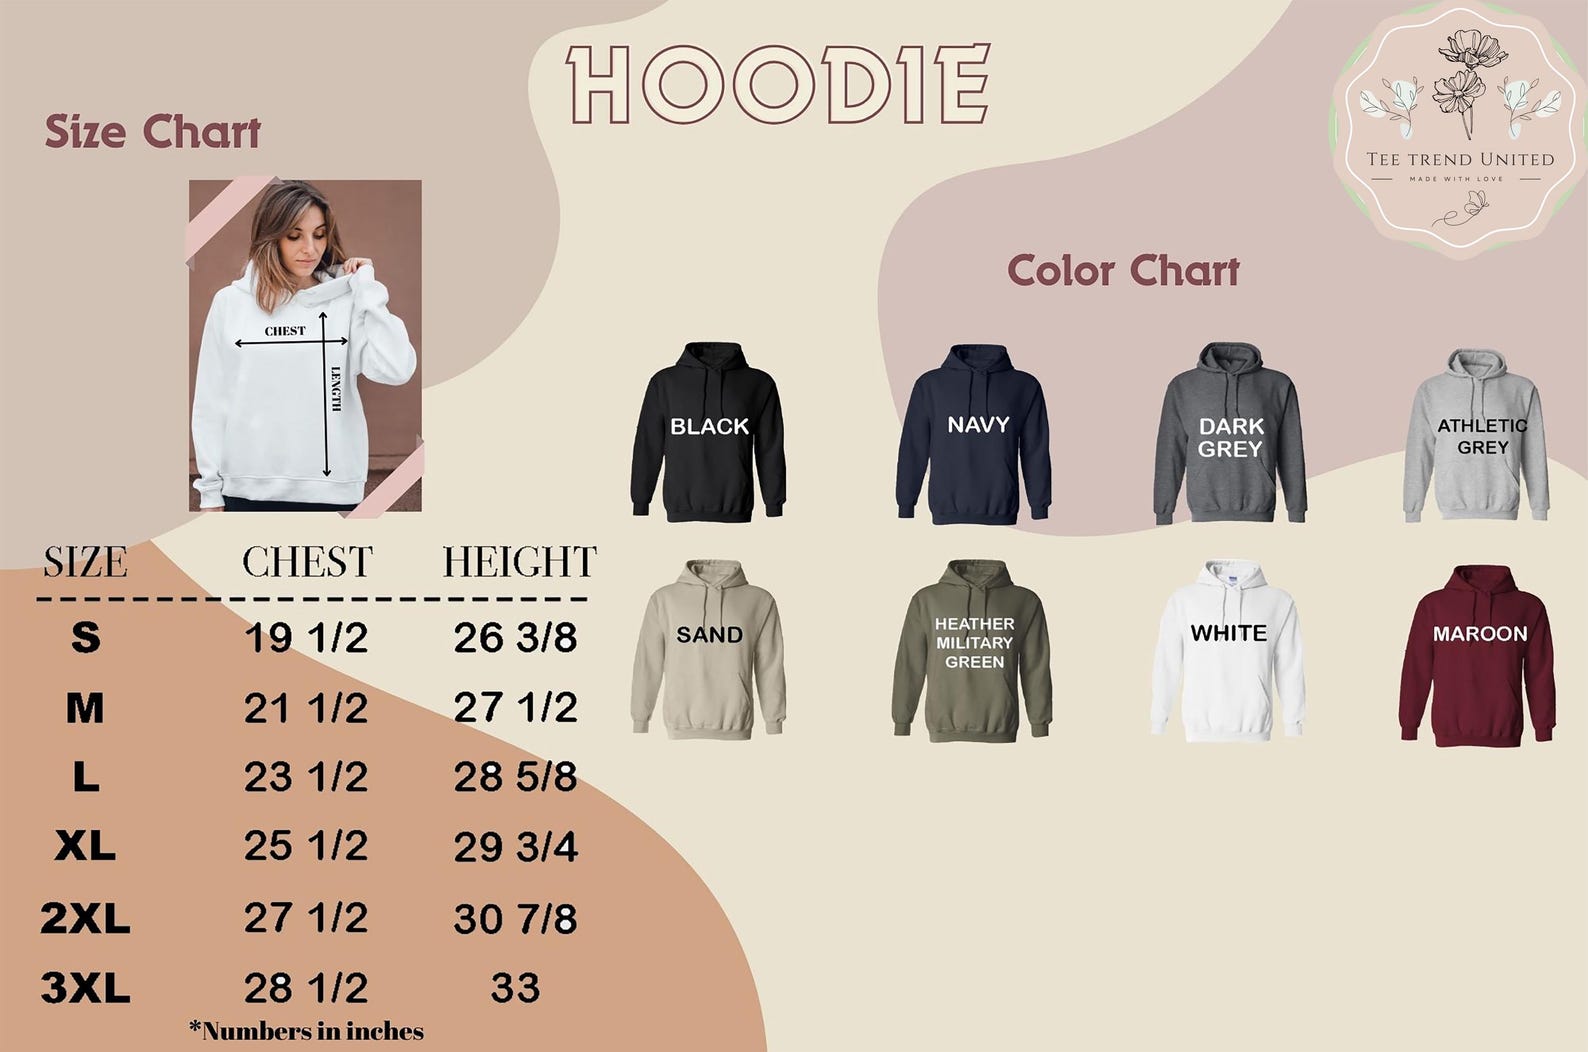 HOODIE
Size Chart
CHEST
LENGTH
SIZE CHEST HEIGHT
S 19 1/2 26 3/8
M 21 1/2 27 1/2
L 23 1/2 28 5/8
XL 25 1/2 29 3/4
2XL 27 1/2 30 7/8
3XL 28 1/2 33
*Numbers in inches
TEE TREND UNITED
MADE WITH LOVE
Color Chart
BLACK
NAVY
DARK
GREY
ATHLETIC
GREY
SAND
HEATHER
MILITARY
GREEN
WHITE
MAROON